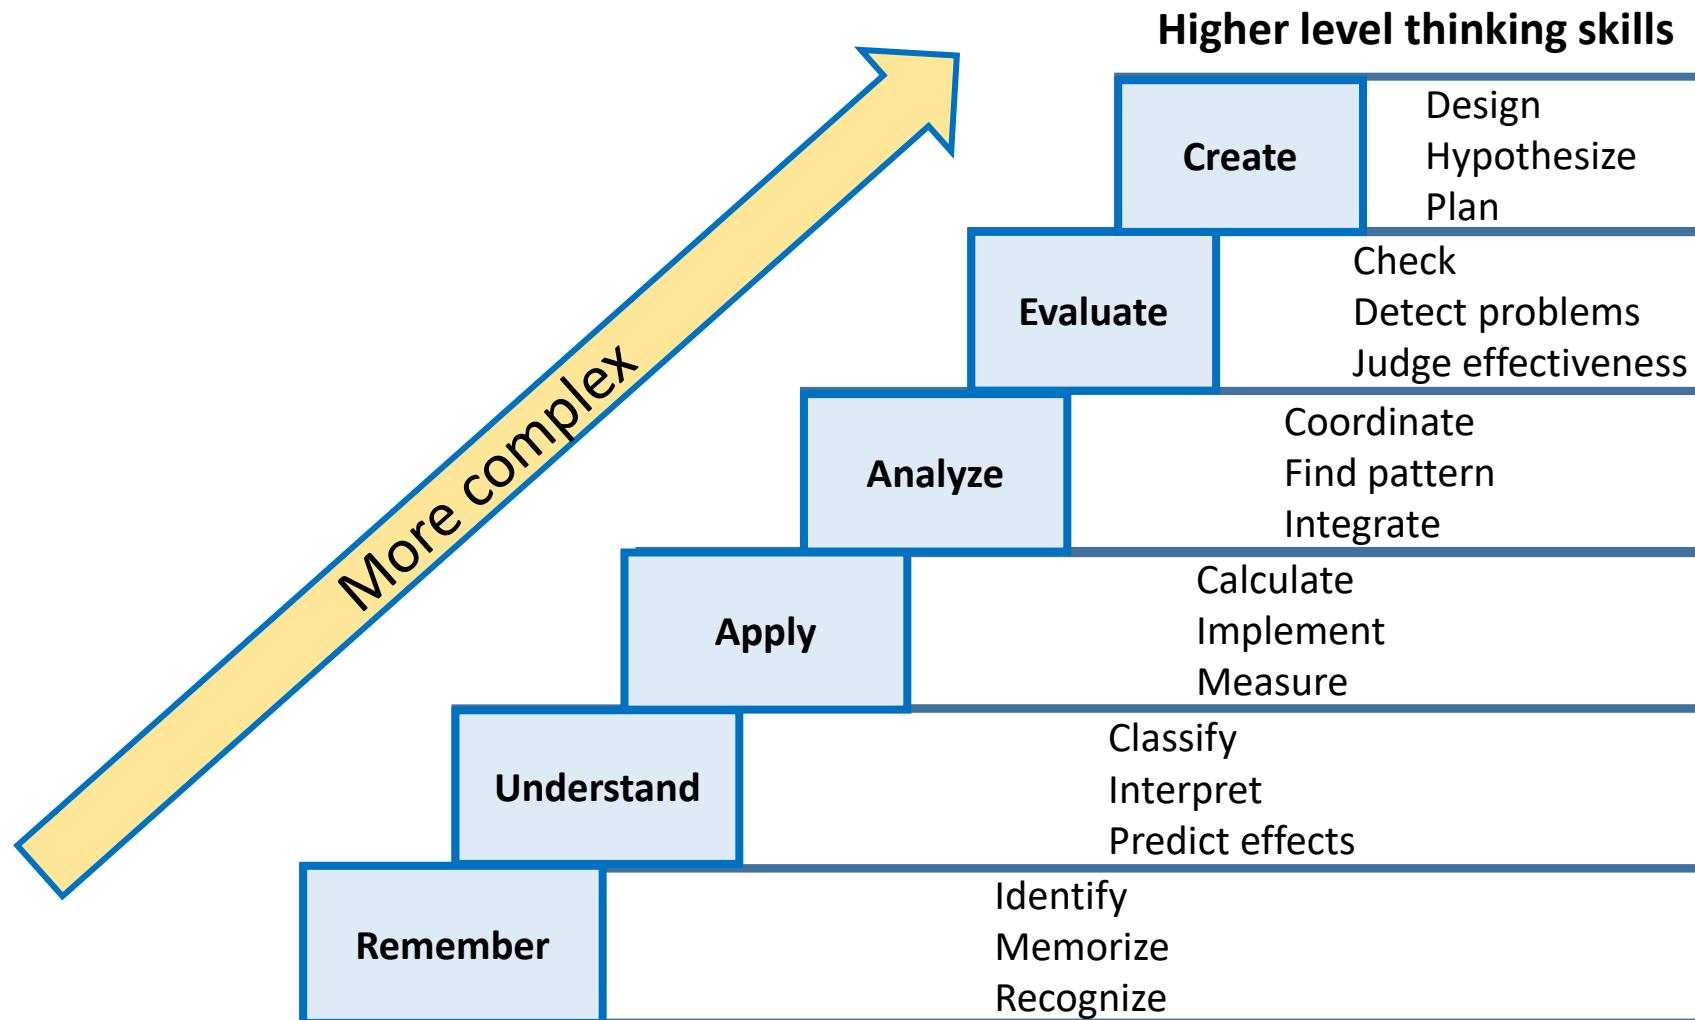 Higher level thinking skills
More complex
Create
Design
Hypothesize
Plan
Evaluate
Check
Detect problems
Judge effectiveness
Analyze
Coordinate
Find pattern
Integrate
Apply
Calculate
Implement
Measure
Understand
Classify
Interpret
Predict effects
Remember
Identify
Memorize
Recognize